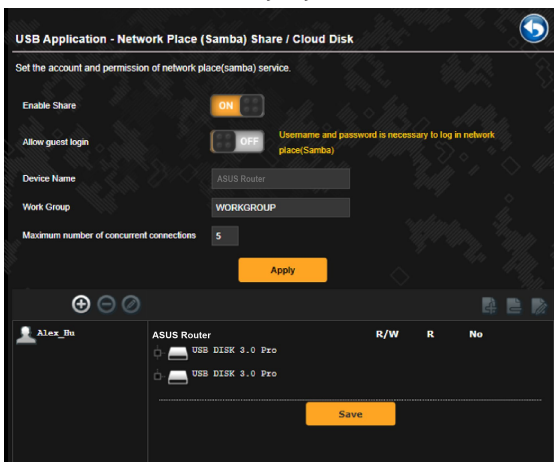 USB Application - Network Place (Samba) Share / Cloud Disk
Set the account and permission of network place(samba) service.
Enable Share ON
Allow guest login OFF Username and password is necessary to log in network
place(Samba)
Device Name ASUS Router
Work Group WORKGROUP
Maximum number of concurrent connections 5
Apply
Alex_Hu ASUS Router R/W R No
USB DISK 3.0 Pro
USB DISK 3.0 Pro
Save